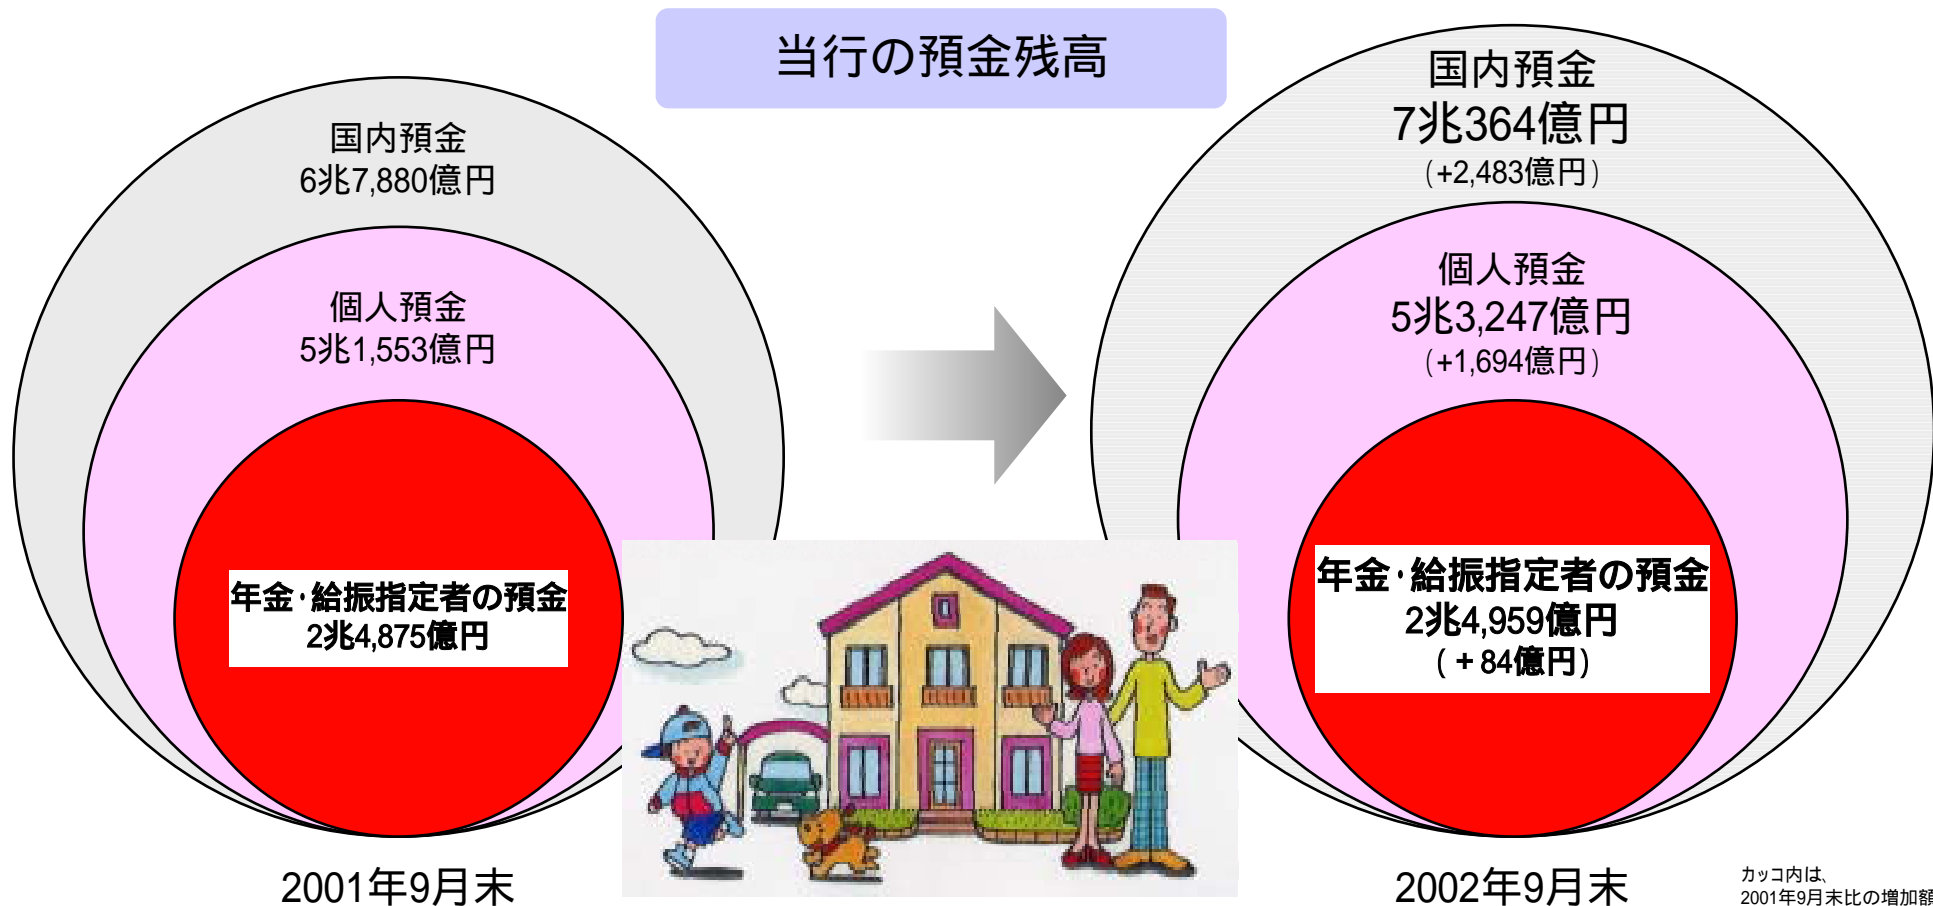 当行の預金残高
国内預金
6兆7,880億円
個人預金
5兆1,553億円
年金・給振指定者の預金
2兆4,875億円
2001年9月末
国内預金
7兆364億円
(+2,483億円)
個人預金
5兆3,247億円
(+1,694億円)
年金・給振指定者の預金
2兆4,959億円
(+84億円)
2002年9月末
カッコ内は、
2001年9月末比の増加額